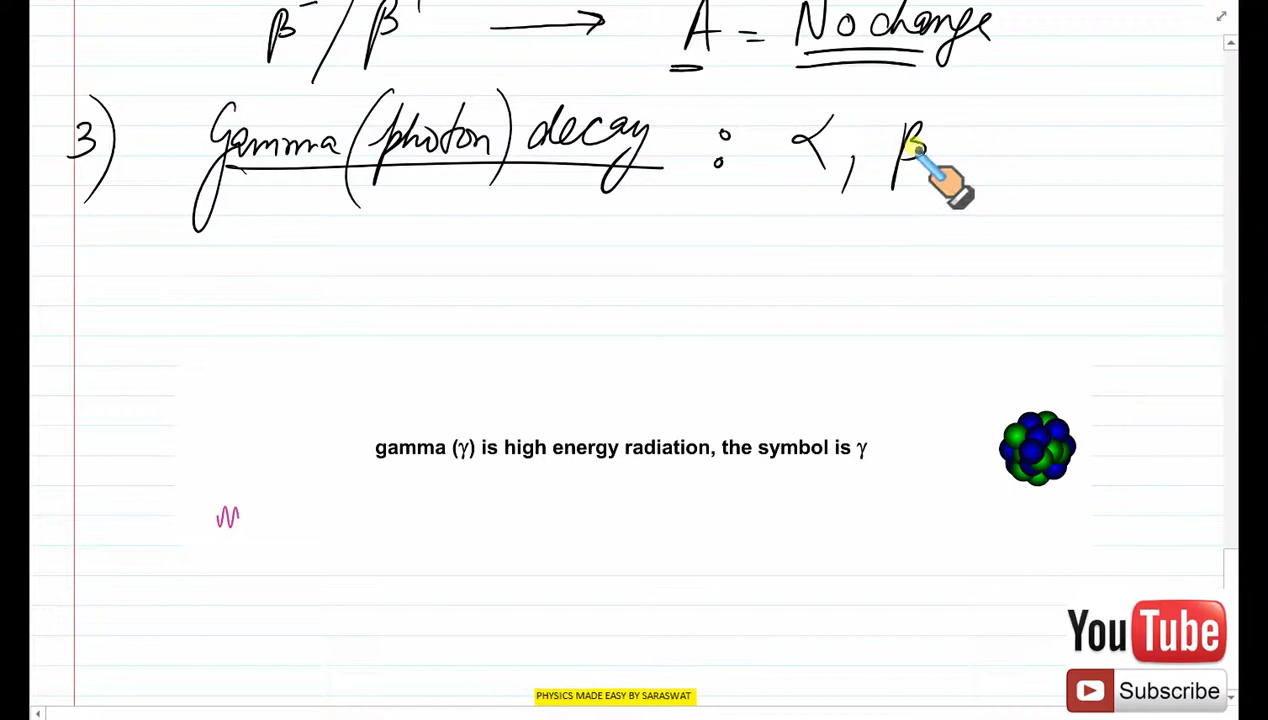 β⁻/β⁺ → A = No change
3) Gamma (photon) decay : α, β
gamma (γ) is high energy radiation, the symbol is γ
YouTube
Subscribe
PHYSICS MADE EASY BY SARASWAT